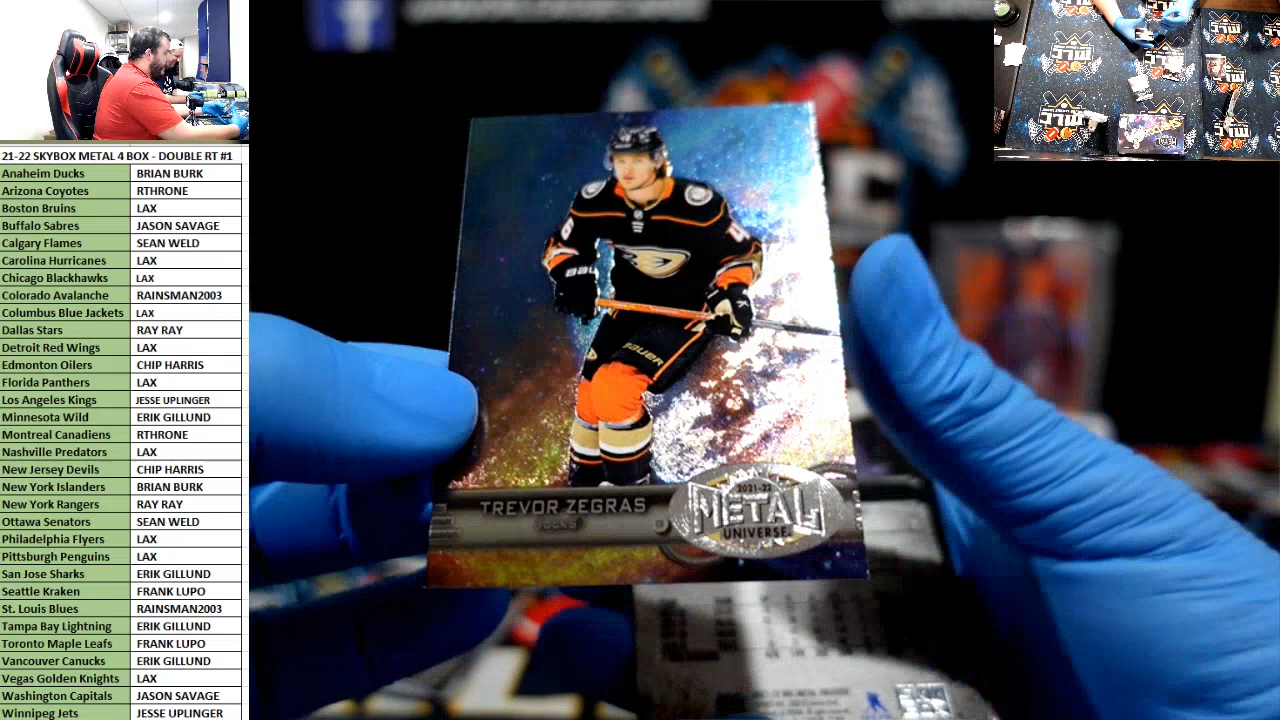 21-22 SKYBOX METAL 4 BOX - DOUBLE RT #1
Anaheim Ducks BRIAN BURK
Arizona Coyotes RTHRONE
Boston Bruins LAX
Buffalo Sabres JASON SAVAGE
Calgary Flames SEAN WELD
Carolina Hurricanes LAX
Chicago Blackhawks LAX
Colorado Avalanche RAINSMAN2003
Columbus Blue Jackets LAX
Dallas Stars RAY RAY
Detroit Red Wings LAX
Edmonton Oilers CHIP HARRIS
Florida Panthers LAX
Los Angeles Kings JESSE UPLINGER
Minnesota Wild ERIK GILLUND
Montreal Canadiens RTHRONE
Nashville Predators LAX
New Jersey Devils CHIP HARRIS
New York Islanders BRIAN BURK
New York Rangers RAY RAY
Ottawa Senators SEAN WELD
Philadelphia Flyers LAX
Pittsburgh Penguins LAX
San Jose Sharks ERIK GILLUND
Seattle Kraken FRANK LUPO
St. Louis Blues RAINSMAN2003
Tampa Bay Lightning ERIK GILLUND
Toronto Maple Leafs FRANK LUPO
Vancouver Canucks ERIK GILLUND
Vegas Golden Knights LAX
Washington Capitals JASON SAVAGE
Winnipeg Jets JESSE UPLINGER
BAUER
TREVOR ZEGRAS
DUCKS
2021-22
METAL
UNIVERSE